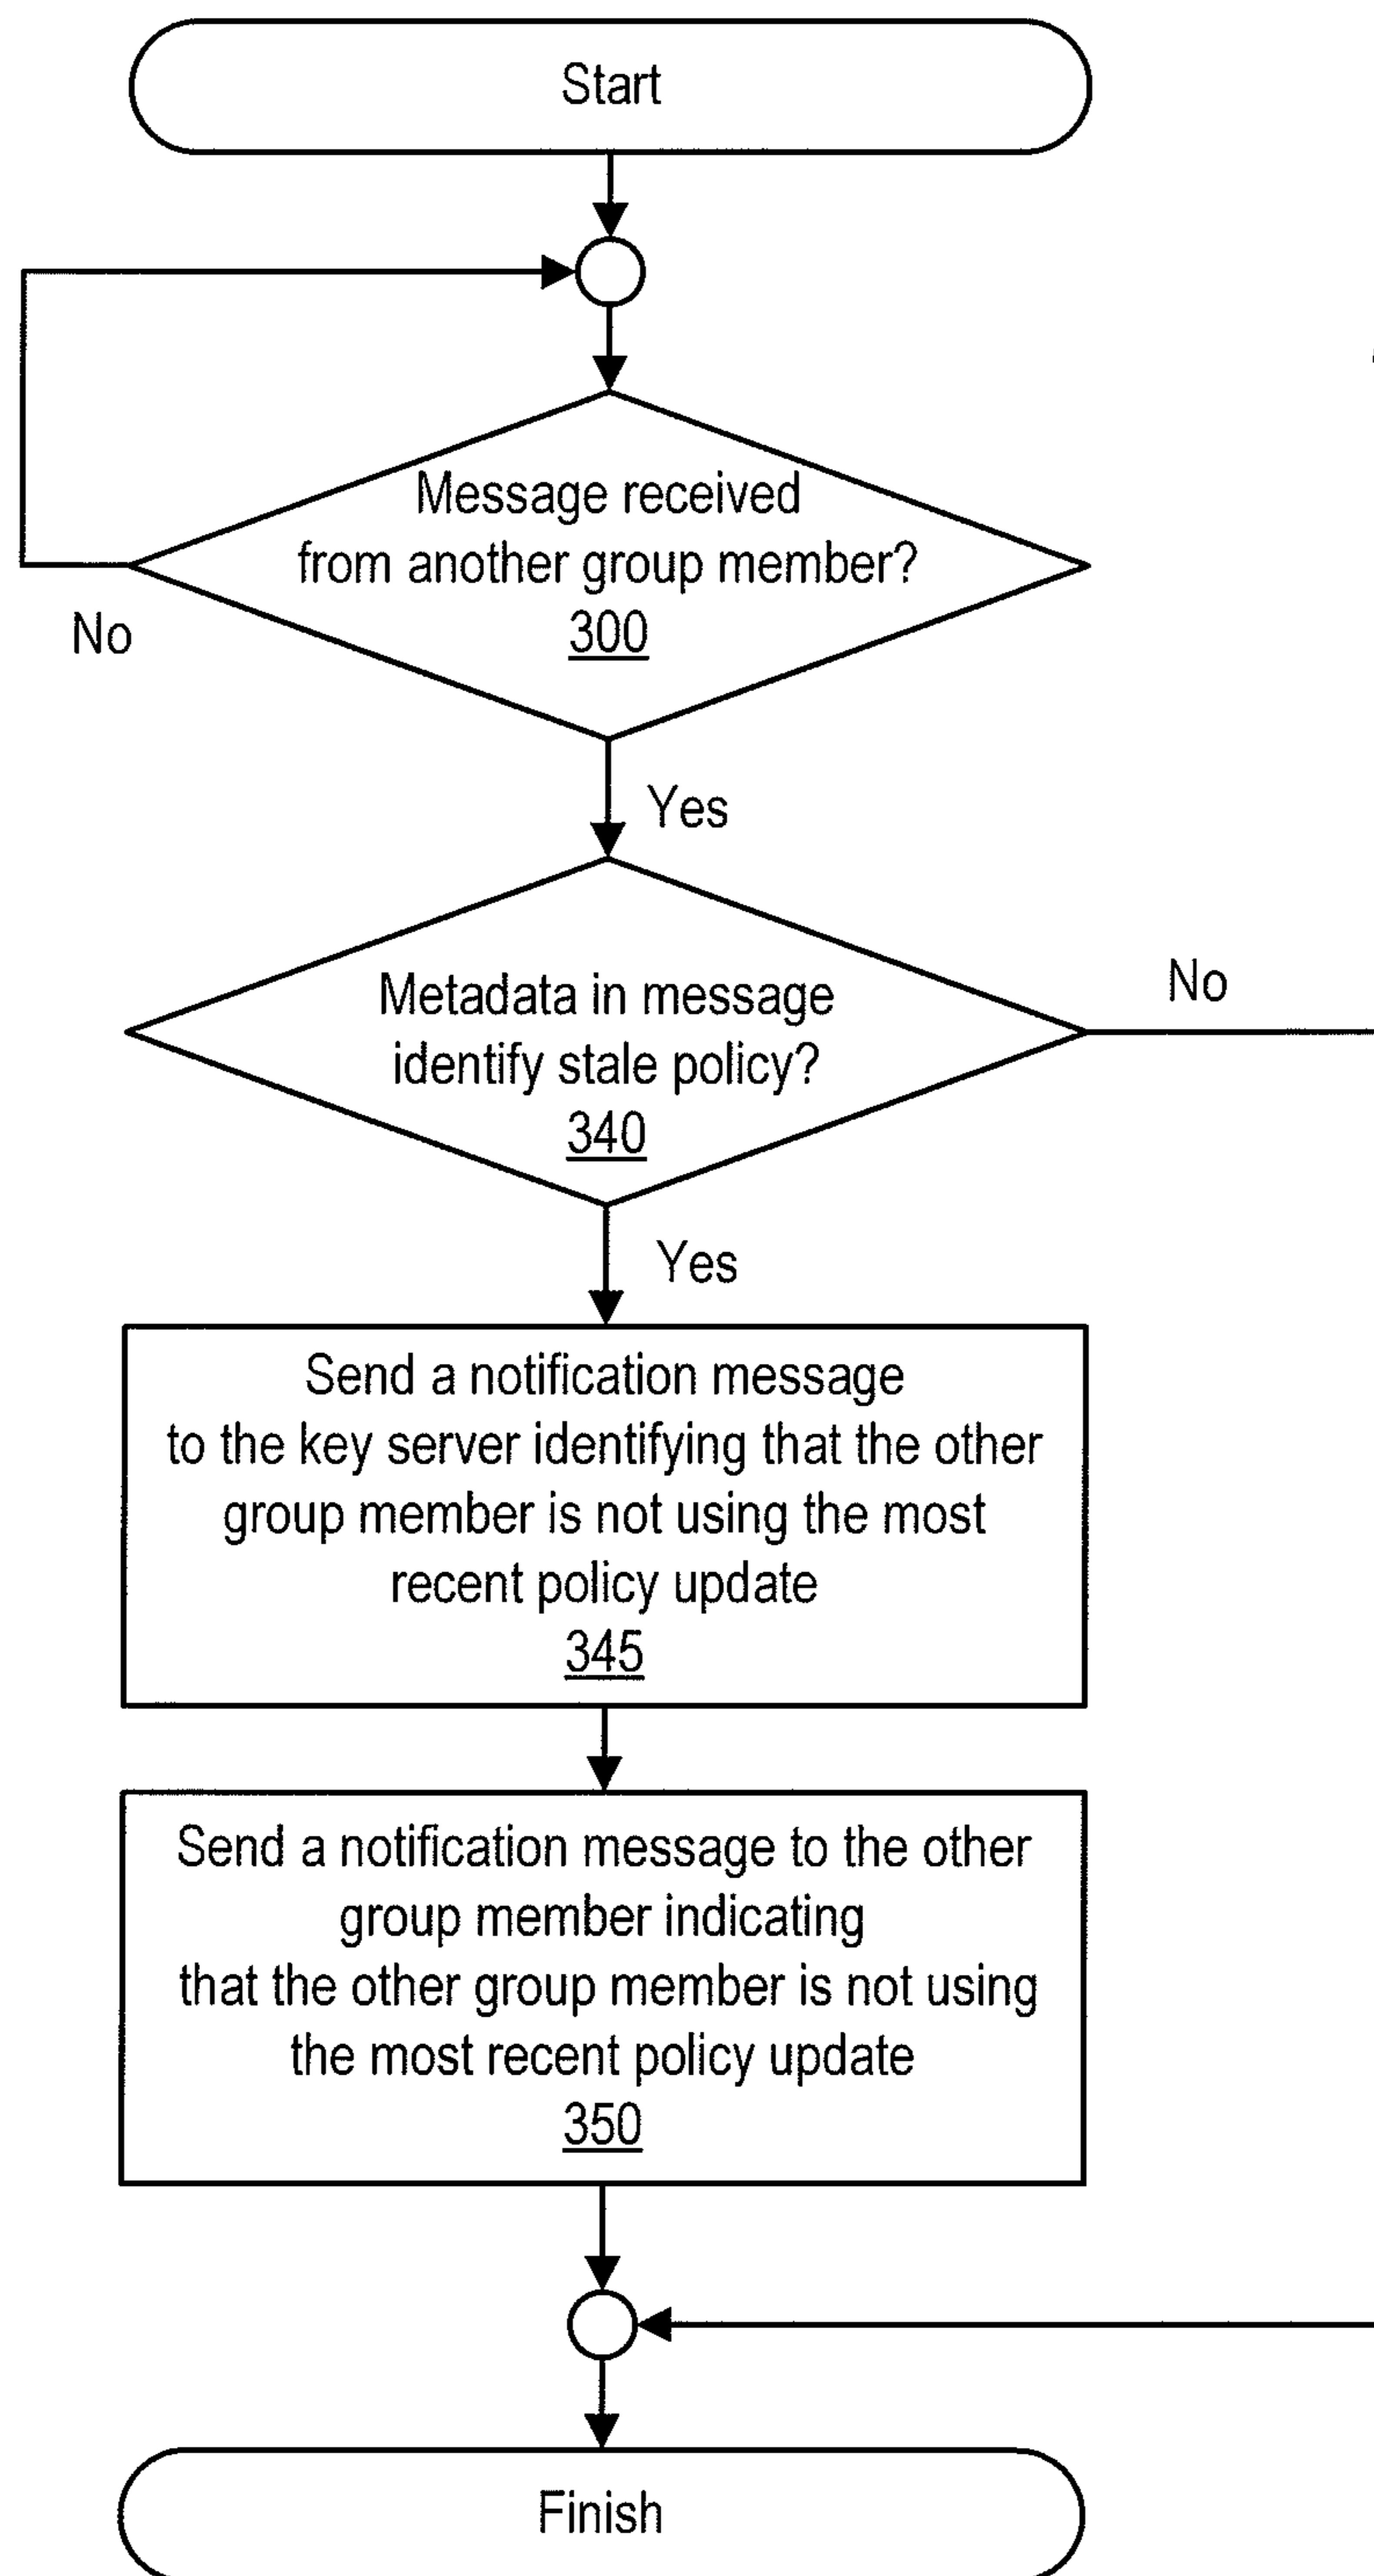 Start
Message received
from another group member?
300
No
Yes
Metadata in message
identify stale policy?
340
No
Yes
Send a notification message
to the key server identifying that the other
group member is not using the most
recent policy update
345
Send a notification message to the other
group member indicating
that the other group member is not using
the most recent policy update
350
Finish